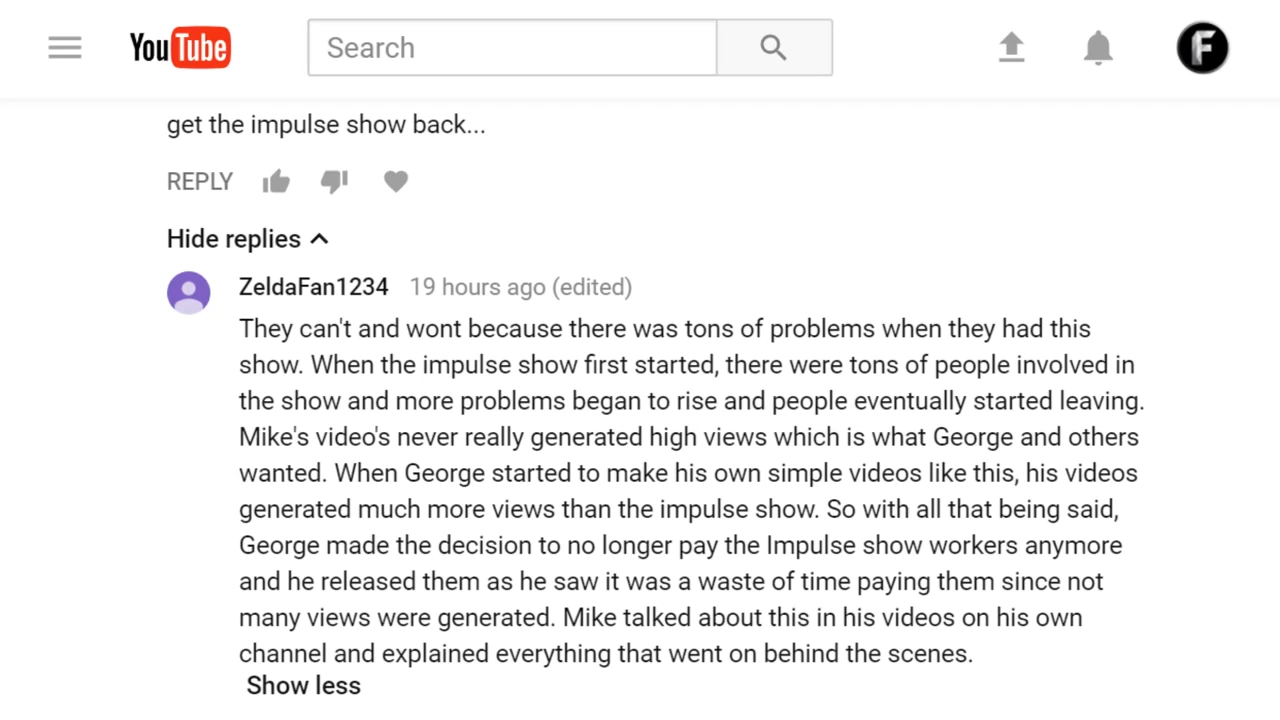 YouTube
Search
F
get the impulse show back...
REPLY
Hide replies
ZeldaFan1234 19 hours ago (edited)
They can't and wont because there was tons of problems when they had this
show. When the impulse show first started, there were tons of people involved in
the show and more problems began to rise and people eventually started leaving.
Mike's video's never really generated high views which is what George and others
wanted. When George started to make his own simple videos like this, his videos
generated much more views than the impulse show. So with all that being said,
George made the decision to no longer pay the Impulse show workers anymore
and he released them as he saw it was a waste of time paying them since not
many views were generated. Mike talked about this in his videos on his own
channel and explained everything that went on behind the scenes.
Show less